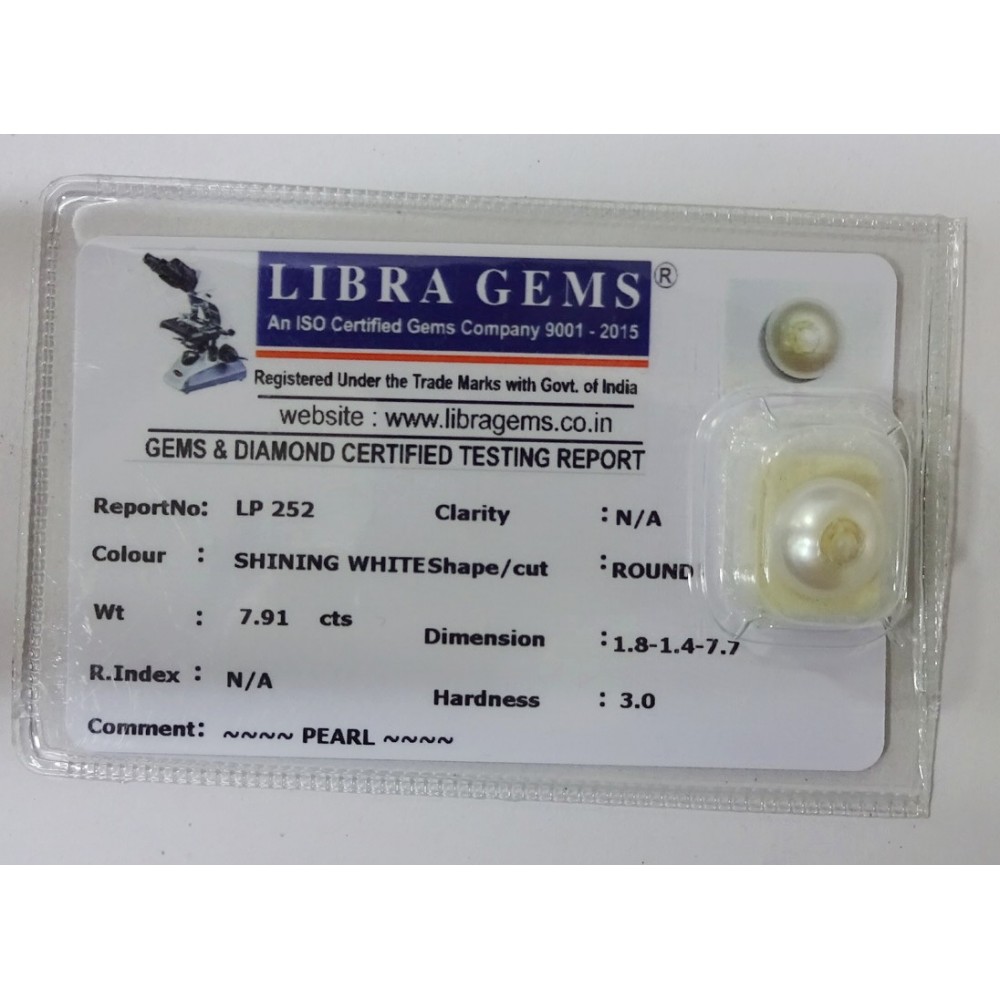 LIBRA GEMS®
An ISO Certified Gems Company 9001 - 2015
Registered Under the Trade Marks with Govt. of India
website : www.libragems.co.in
GEMS & DIAMOND CERTIFIED TESTING REPORT
ReportNo: LP 252 Clarity : N/A
Colour : SHINING WHITE Shape/cut : ROUND
Wt : 7.91 cts Dimension : 1.8-1.4-7.7
R.Index : N/A Hardness : 3.0
Comment: ~~~~ PEARL ~~~~